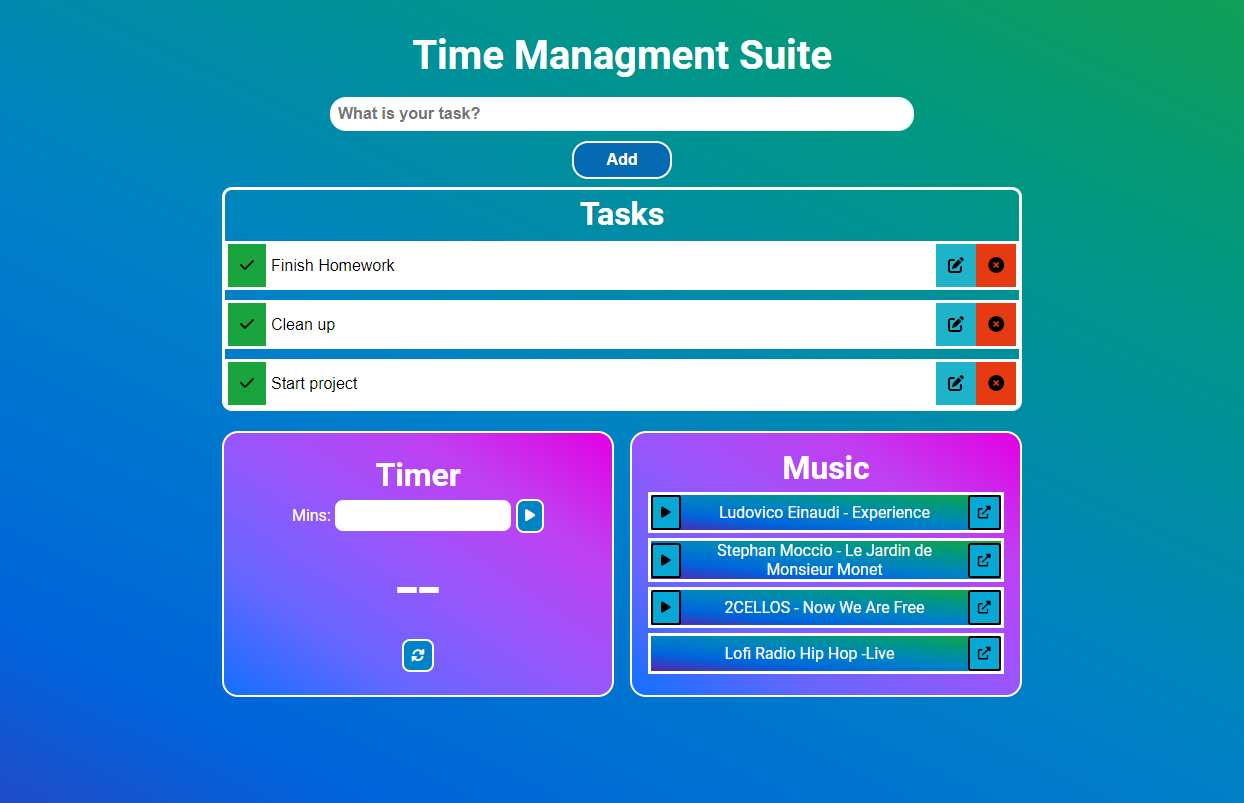 Time Managment Suite
What is your task?
Add
Tasks
Finish Homework
Clean up
Start project
Timer
Mins:
--
Music
Ludovico Einaudi - Experience
Stephan Moccio - Le Jardin de
Monsieur Monet
2CELLOS - Now We Are Free
Lofi Radio Hip Hop -Live